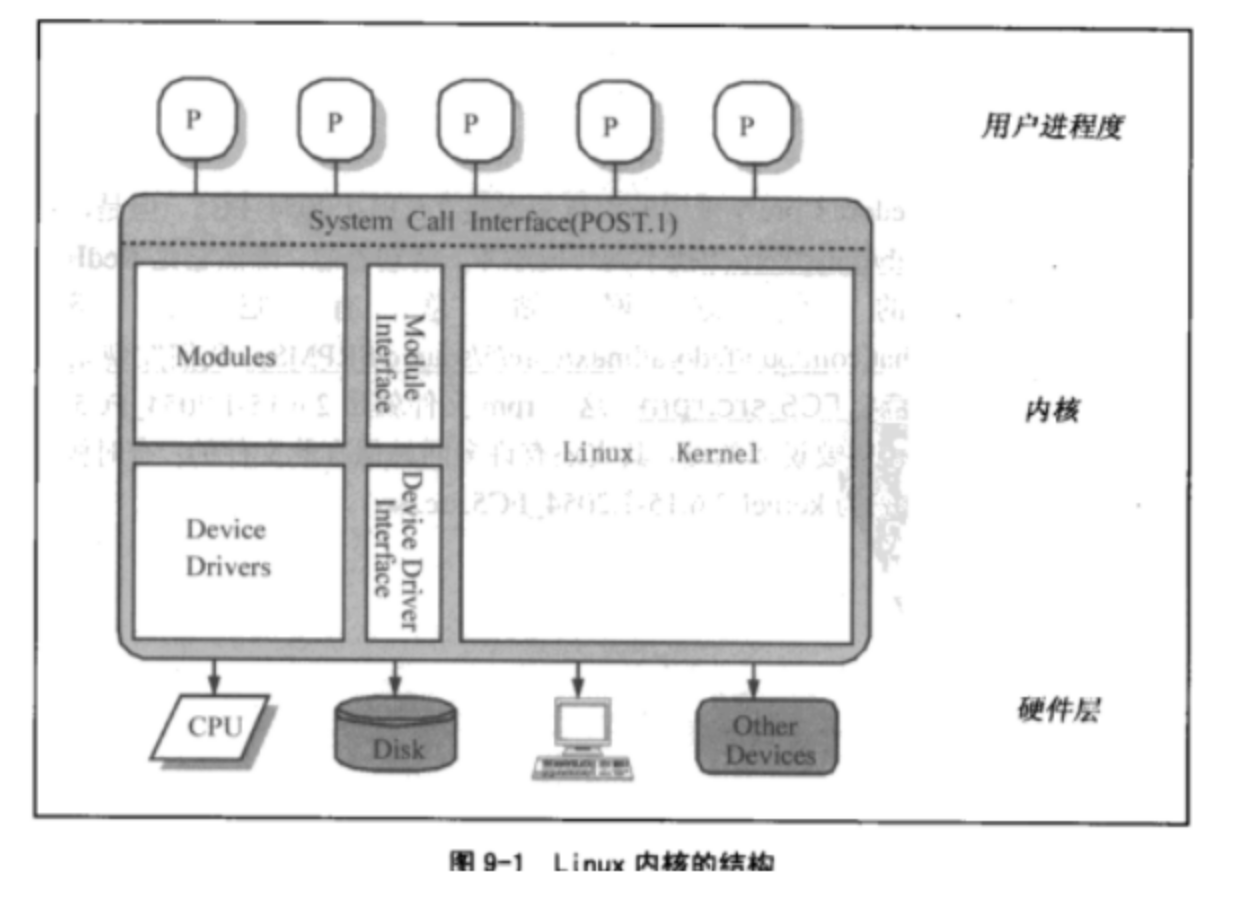 P P P P P
用户进程度
System Call Interface(POST.1)
Modules
Module
Interface
Linux Kernel
内核
Device
Drivers
Device Driver
Interface
CPU
Disk
Other
Devices
硬件层
图 9-1 Linux 内核的结构